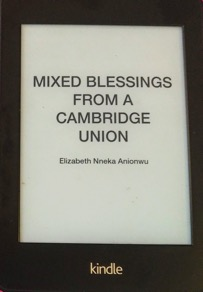 MIXED BLESSINGS
FROM A
CAMBRIDGE
UNION
Elizabeth Nneka Anionwu
kindle